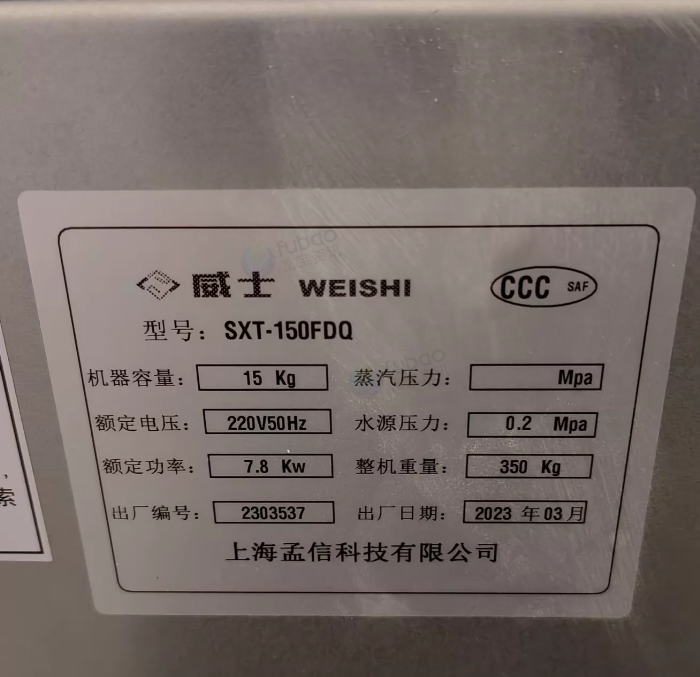 fubao
威士 WEISHI CCC SAF
型号: SXT-150FDQ
fubao
机器容量: 15 Kg 蒸汽压力: Mpa
额定电压: 220V50Hz 水源压力: 0.2 Mpa
额定功率: 7.8 Kw 整机重量: 350 Kg
索
出厂编号: 2303537 出厂日期: 2023 年 03 月
上海孟信科技有限公司